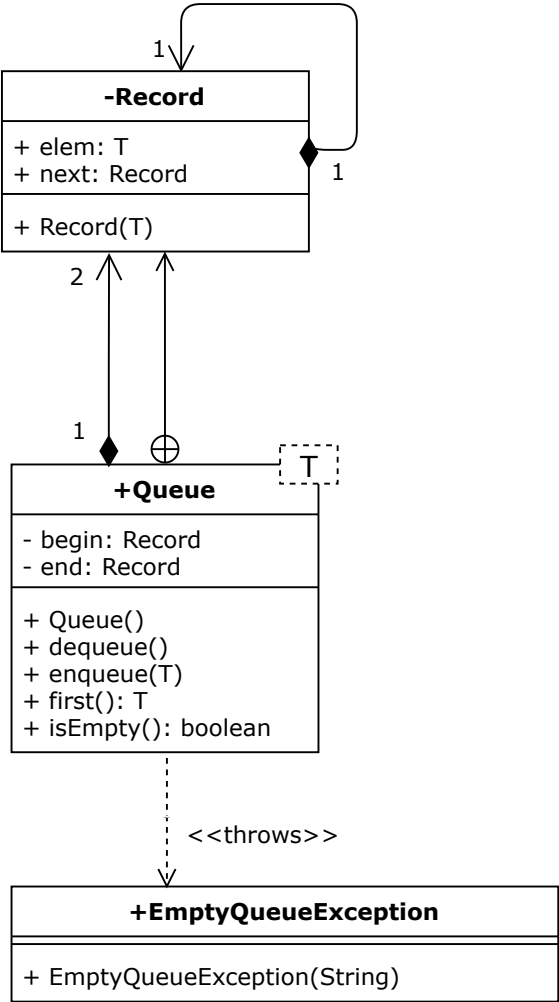 1
-Record
+ elem: T
+ next: Record
1
+ Record(T)
2
1
T
+Queue
- begin: Record
- end: Record
+ Queue()
+ dequeue()
+ enqueue(T)
+ first(): T
+ isEmpty(): boolean
<<throws>>
+EmptyQueueException
+ EmptyQueueException(String)